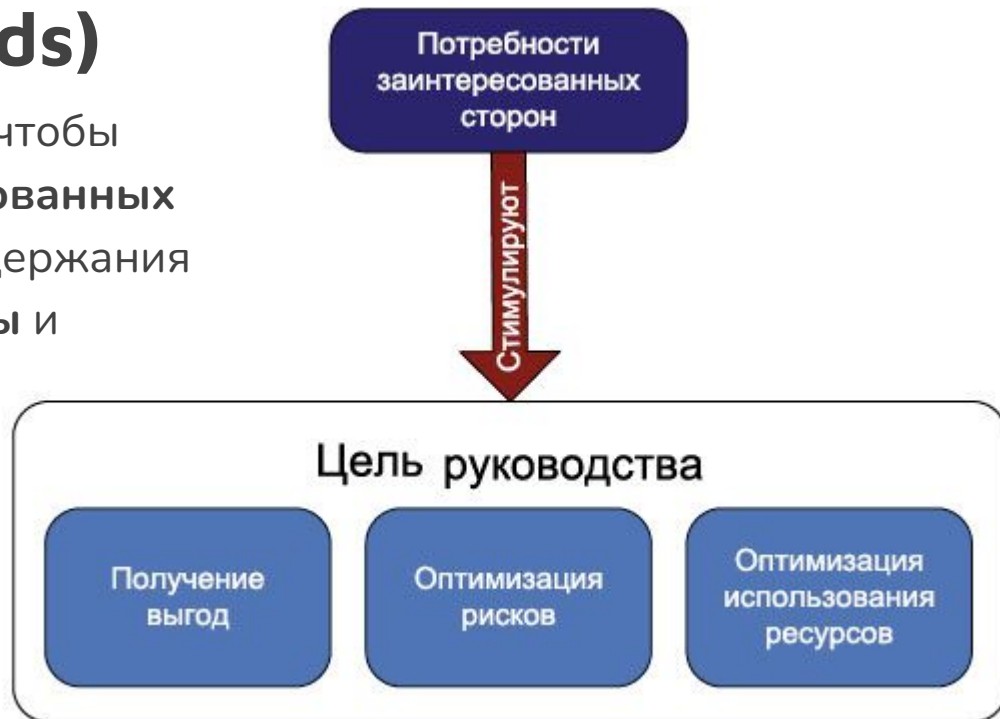 ds)
чтобы
ованных
держания
ы и
Потребности
заинтересованных
сторон
Стимулируют
Цель руководства
Получение
выгод
Оптимизация
рисков
Оптимизация
использования
ресурсов